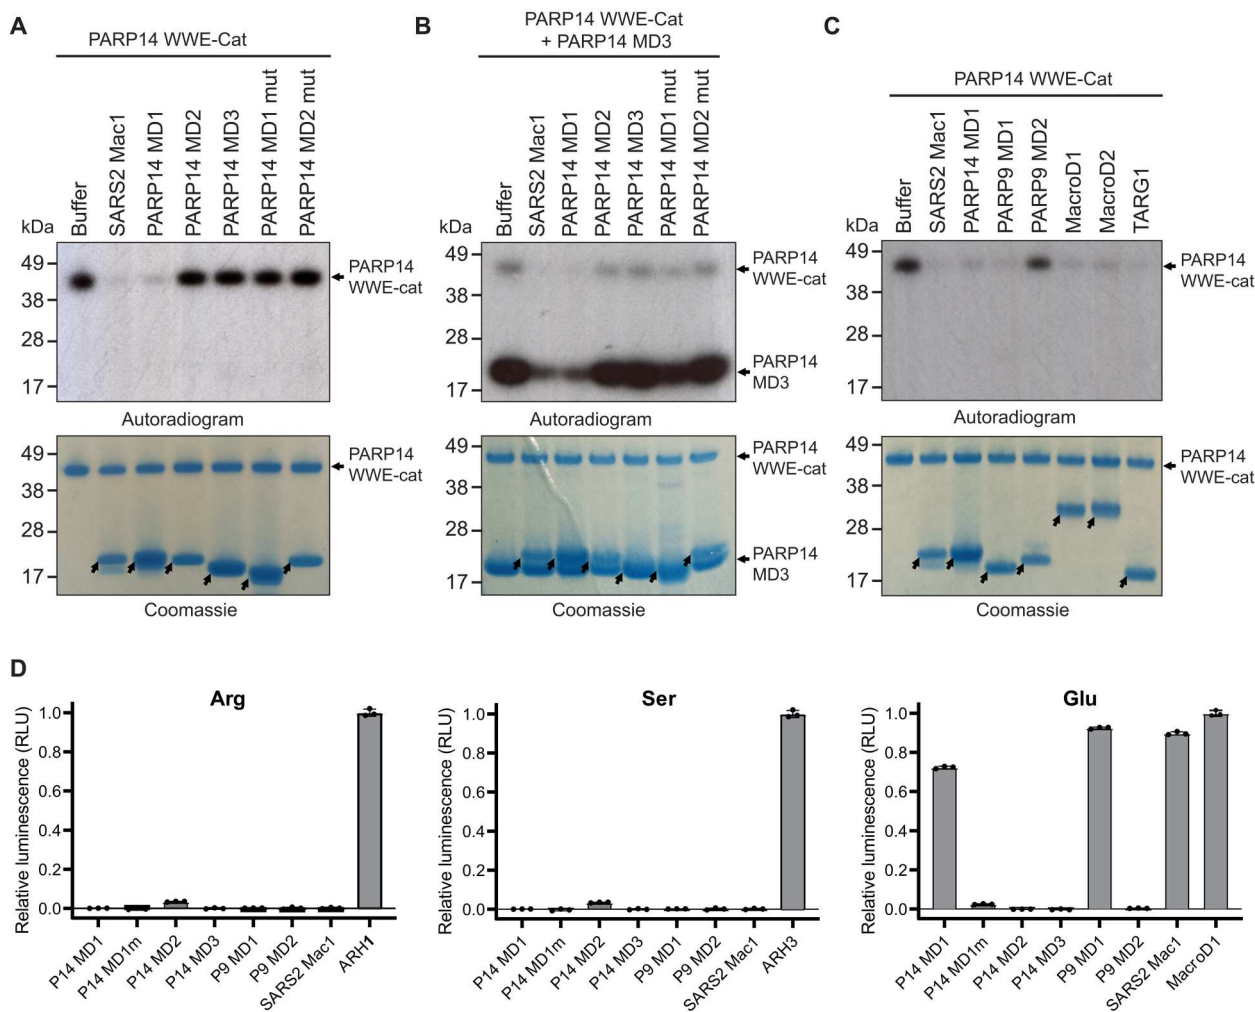 A
PARP14 WWE-Cat
Buffer
SARS2 Mac1
PARP14 MD1
PARP14 MD2
PARP14 MD3
PARP14 MD1 mut
PARP14 MD2 mut
kDa
49
38
28
17
PARP14
WWE-cat
Autoradiogram
49
38
28
17
PARP14
WWE-cat
Coomassie
B
PARP14 WWE-Cat
+ PARP14 MD3
Buffer
SARS2 Mac1
PARP14 MD1
PARP14 MD2
PARP14 MD3
PARP14 MD1 mut
PARP14 MD2 mut
kDa
49
38
28
17
PARP14
WWE-cat
PARP14
MD3
Autoradiogram
49
38
28
17
PARP14
WWE-cat
PARP14
MD3
Coomassie
C
PARP14 WWE-Cat
Buffer
SARS2 Mac1
PARP14 MD1
PARP9 MD1
PARP9 MD2
MacroD1
MacroD2
TARG1
kDa
49
38
28
17
PARP14
WWE-cat
Autoradiogram
49
38
28
17
PARP14
WWE-cat
Coomassie
D
Arg
Relative luminescence (RLU)
1.0
0.8
0.6
0.4
0.2
0.0
P14 MD1
P14 MD1m
P14 MD2
P14 MD3
P9 MD1
P9 MD2
SARS2 Mac1
ARH1
Ser
Relative luminescence (RLU)
1.0
0.8
0.6
0.4
0.2
0.0
P14 MD1
P14 MD1m
P14 MD2
P14 MD3
P9 MD1
P9 MD2
SARS2 Mac1
ARH3
Glu
Relative luminescence (RLU)
1.0
0.8
0.6
0.4
0.2
0.0
P14 MD1
P14 MD1m
P14 MD2
P14 MD3
P9 MD1
P9 MD2
SARS2 Mac1
MacroD1